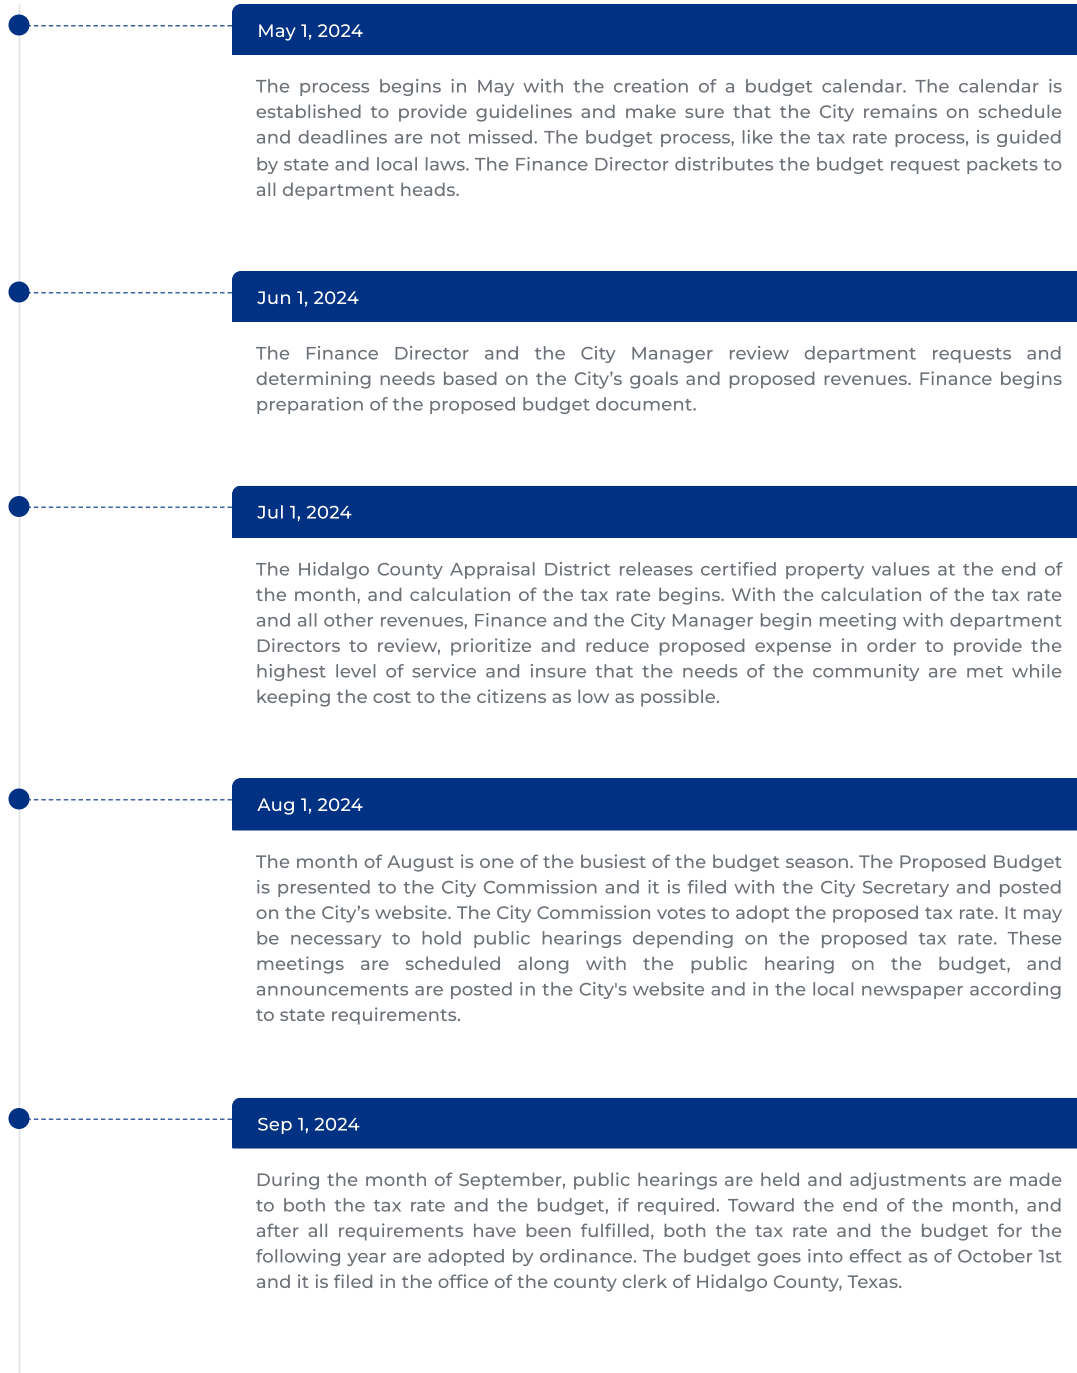 May 1, 2024
The process begins in May with the creation of a budget calendar. The calendar is
established to provide guidelines and make sure that the City remains on schedule
and deadlines are not missed. The budget process, like the tax rate process, is guided
by state and local laws. The Finance Director distributes the budget request packets to
all department heads.
Jun 1, 2024
The Finance Director and the City Manager review department requests and
determining needs based on the City’s goals and proposed revenues. Finance begins
preparation of the proposed budget document.
Jul 1, 2024
The Hidalgo County Appraisal District releases certified property values at the end of
the month, and calculation of the tax rate begins. With the calculation of the tax rate
and all other revenues, Finance and the City Manager begin meeting with department
Directors to review, prioritize and reduce proposed expense in order to provide the
highest level of service and insure that the needs of the community are met while
keeping the cost to the citizens as low as possible.
Aug 1, 2024
The month of August is one of the busiest of the budget season. The Proposed Budget
is presented to the City Commission and it is filed with the City Secretary and posted
on the City’s website. The City Commission votes to adopt the proposed tax rate. It may
be necessary to hold public hearings depending on the proposed tax rate. These
meetings are scheduled along with the public hearing on the budget, and
announcements are posted in the City's website and in the local newspaper according
to state requirements.
Sep 1, 2024
During the month of September, public hearings are held and adjustments are made
to both the tax rate and the budget, if required. Toward the end of the month, and
after all requirements have been fulfilled, both the tax rate and the budget for the
following year are adopted by ordinance. The budget goes into effect as of October 1st
and it is filed in the office of the county clerk of Hidalgo County, Texas.